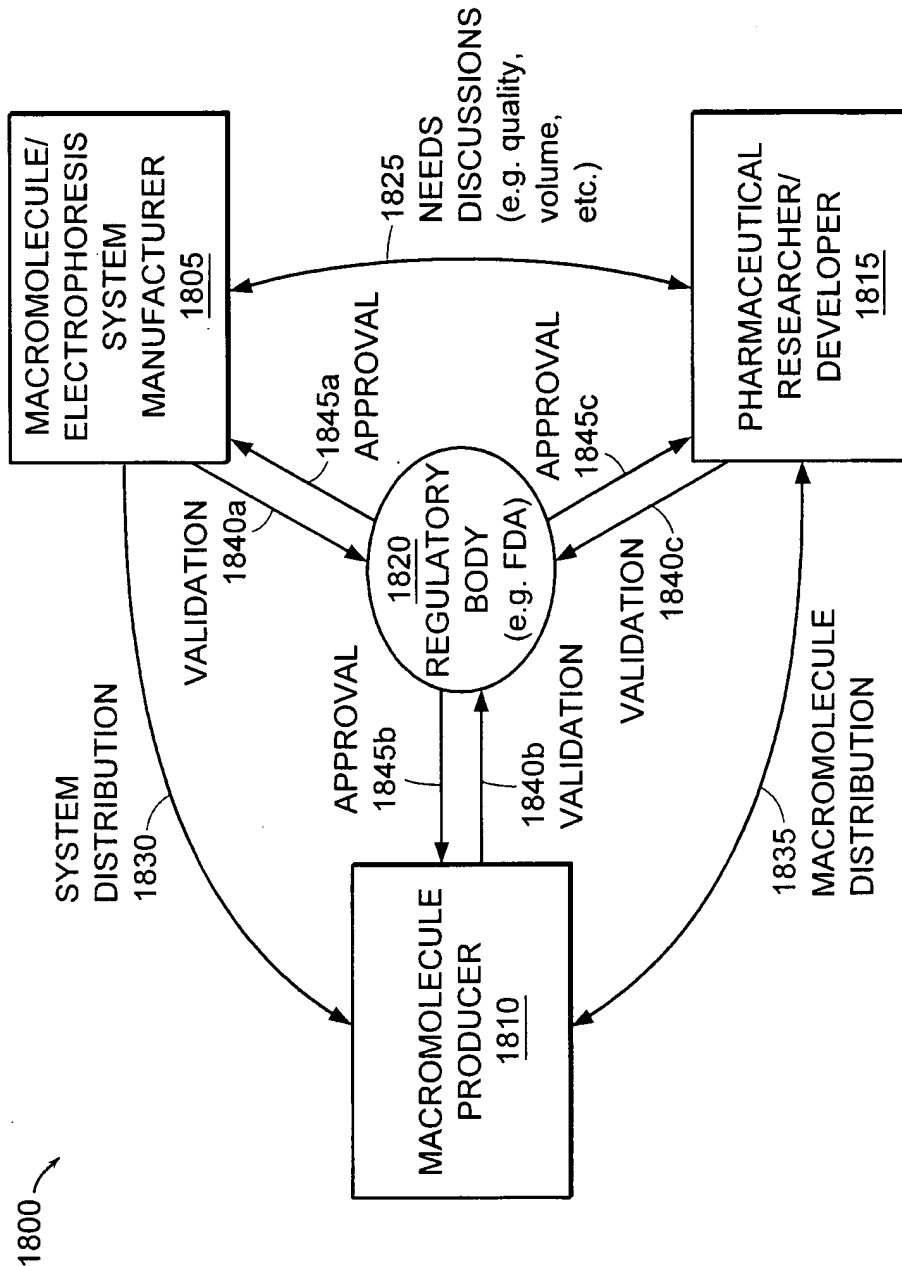 1800
MACROMOLECULE/
ELECTROPHORESIS
SYSTEM
MANUFACTURER
1805
1825
NEEDS
DISCUSSIONS
(e.g. quality,
volume,
etc.)
PHARMACEUTICAL
RESEARCHER/
DEVELOPER
1815
SYSTEM
DISTRIBUTION
1830
VALIDATION
1840a
1845a
APPROVAL
1820
REGULATORY
BODY
(e.g. FDA)
APPROVAL
1845c
VALIDATION
1840c
APPROVAL
1845b
1840b
VALIDATION
MACROMOLECULE
PRODUCER
1810
1835
MACROMOLECULE
DISTRIBUTION